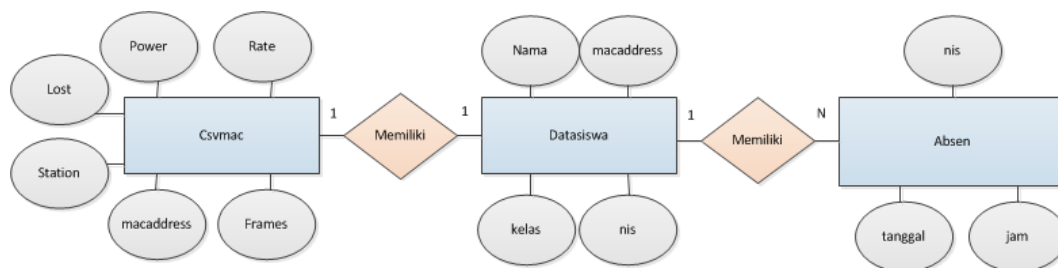 Power
Rate
Nama
macaddress
nis
Lost
Csvmac
1
Memiliki
1
Datasiswa
1
Memiliki
N
Absen
Station
macaddress
Frames
kelas
nis
tanggal
jam